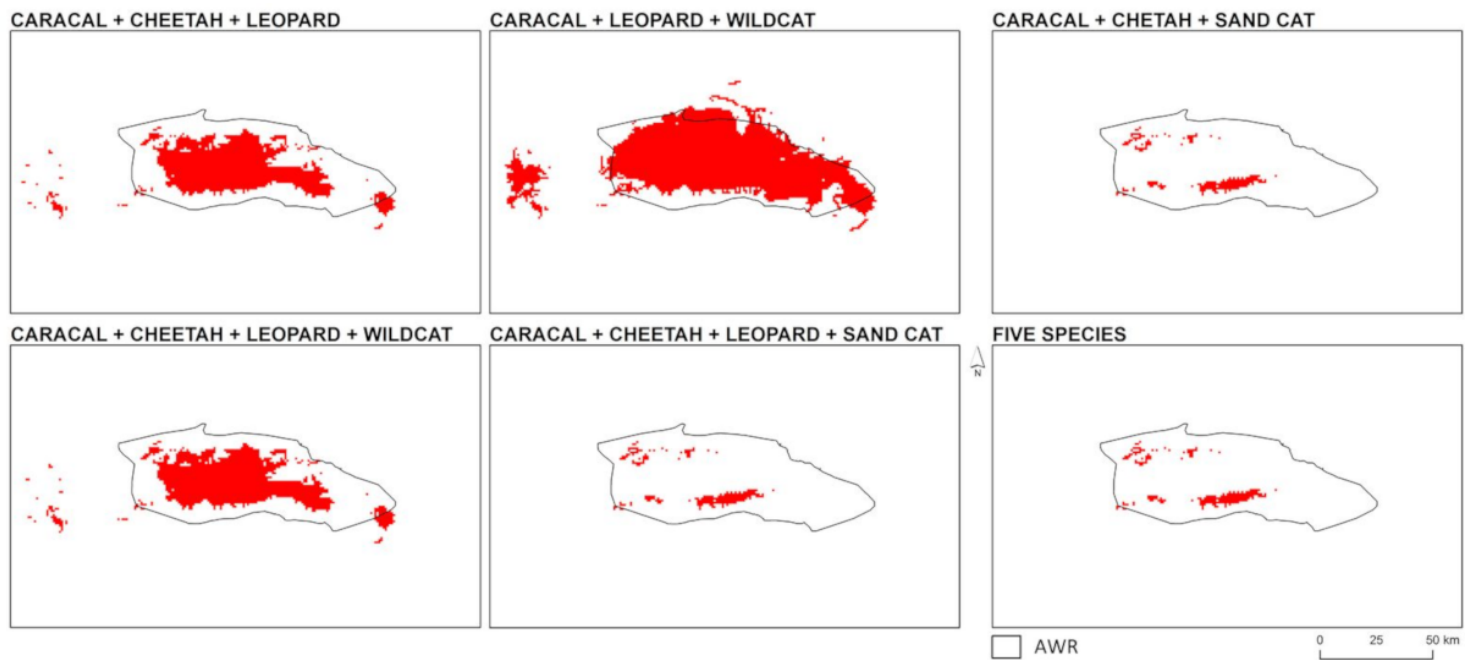 CARACAL + CHEETAH + LEOPARD
CARACAL + LEOPARD + WILDCAT
CARACAL + CHETAH + SAND CAT
CARACAL + CHEETAH + LEOPARD + WILDCAT
CARACAL + CHEETAH + LEOPARD + SAND CAT
FIVE SPECIES
N
AWR
0 25 50 km